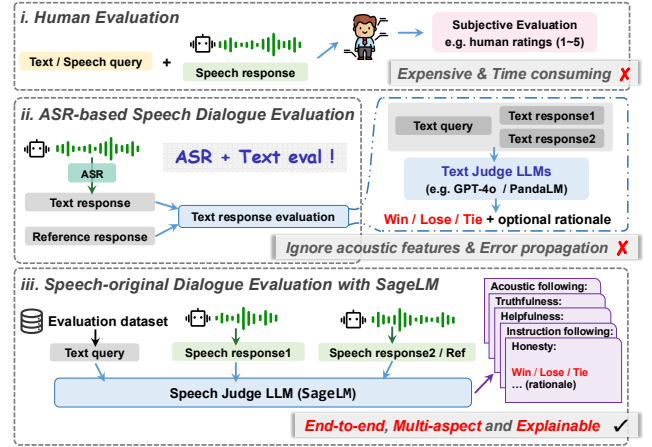 i. Human Evaluation
Text / Speech query
+
Speech response
Subjective Evaluation
e.g. human ratings (1~5)
Expensive & Time consuming ✗
ii. ASR-based Speech Dialogue Evaluation
ASR + Text eval !
ASR
Text response
Reference response
Text response evaluation
Text query
Text response1
Text response2
Text Judge LLMs
(e.g. GPT-4o / PandaLM)
Win / Lose / Tie + optional rationale
Ignore acoustic features & Error propagation ✗
iii. Speech-original Dialogue Evaluation with SageLM
Evaluation dataset
Text query
Speech response1
Speech response2 / Ref
Speech Judge LLM (SageLM)
Acoustic following:
Truthfulness:
Helpfulness:
Instruction following:
Honesty:
Win / Lose / Tie
... (rationale)
End-to-end, Multi-aspect and Explainable ✓